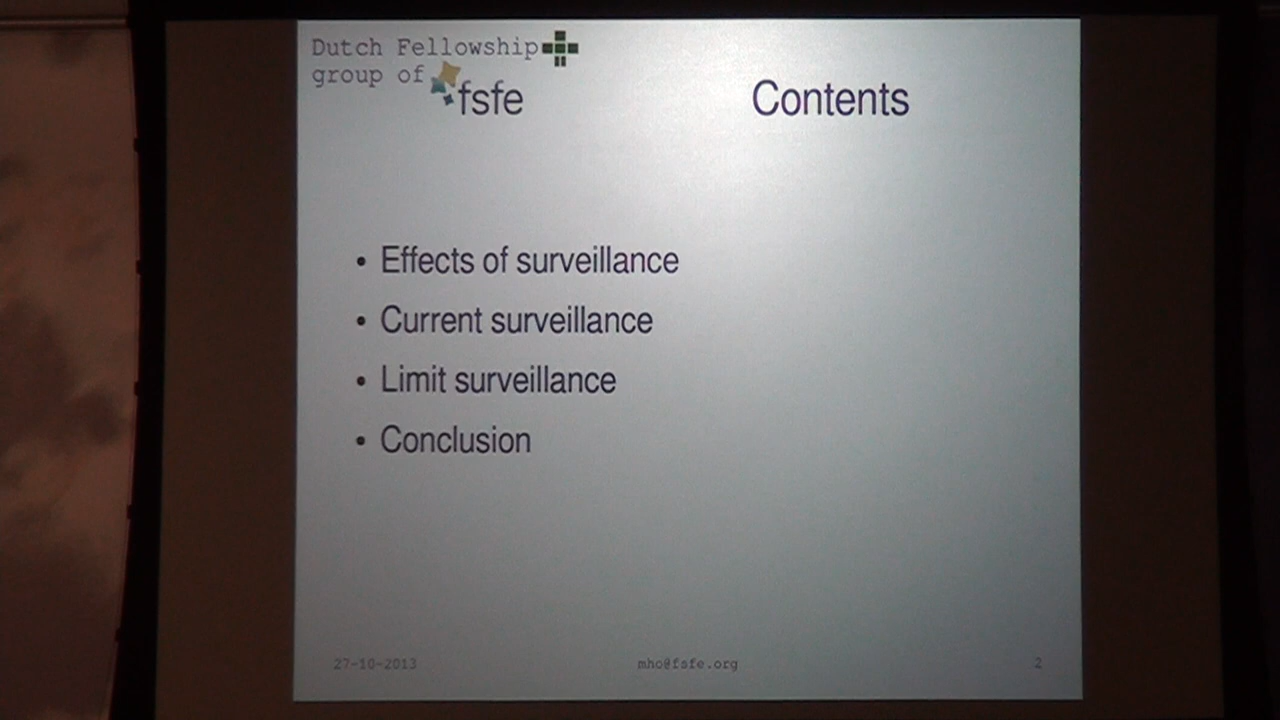 Dutch Fellowship
group of
fsfe
Contents
• Effects of surveillance
• Current surveillance
• Limit surveillance
• Conclusion
27-10-2013
mho@fsfe.org
2